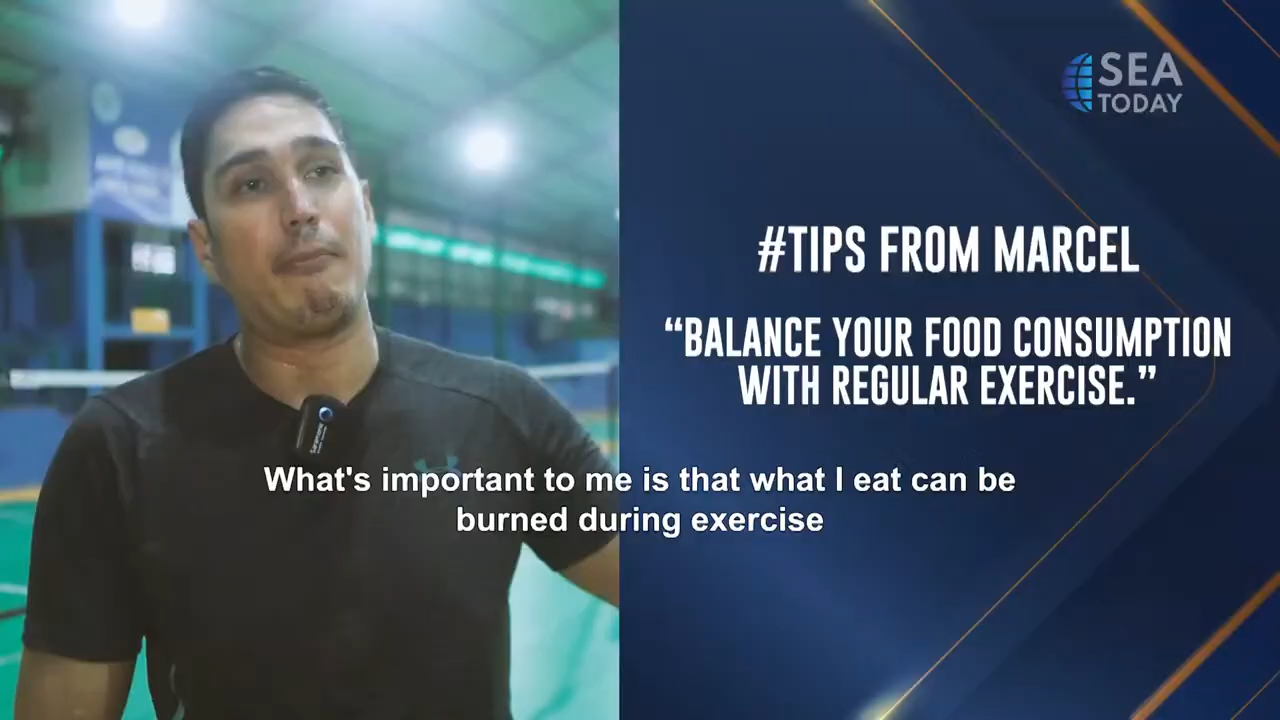 SEA
TODAY
#TIPS FROM MARCEL
“BALANCE YOUR FOOD CONSUMPTION
WITH REGULAR EXERCISE.”
What's important to me is that what I eat can be
burned during exercise